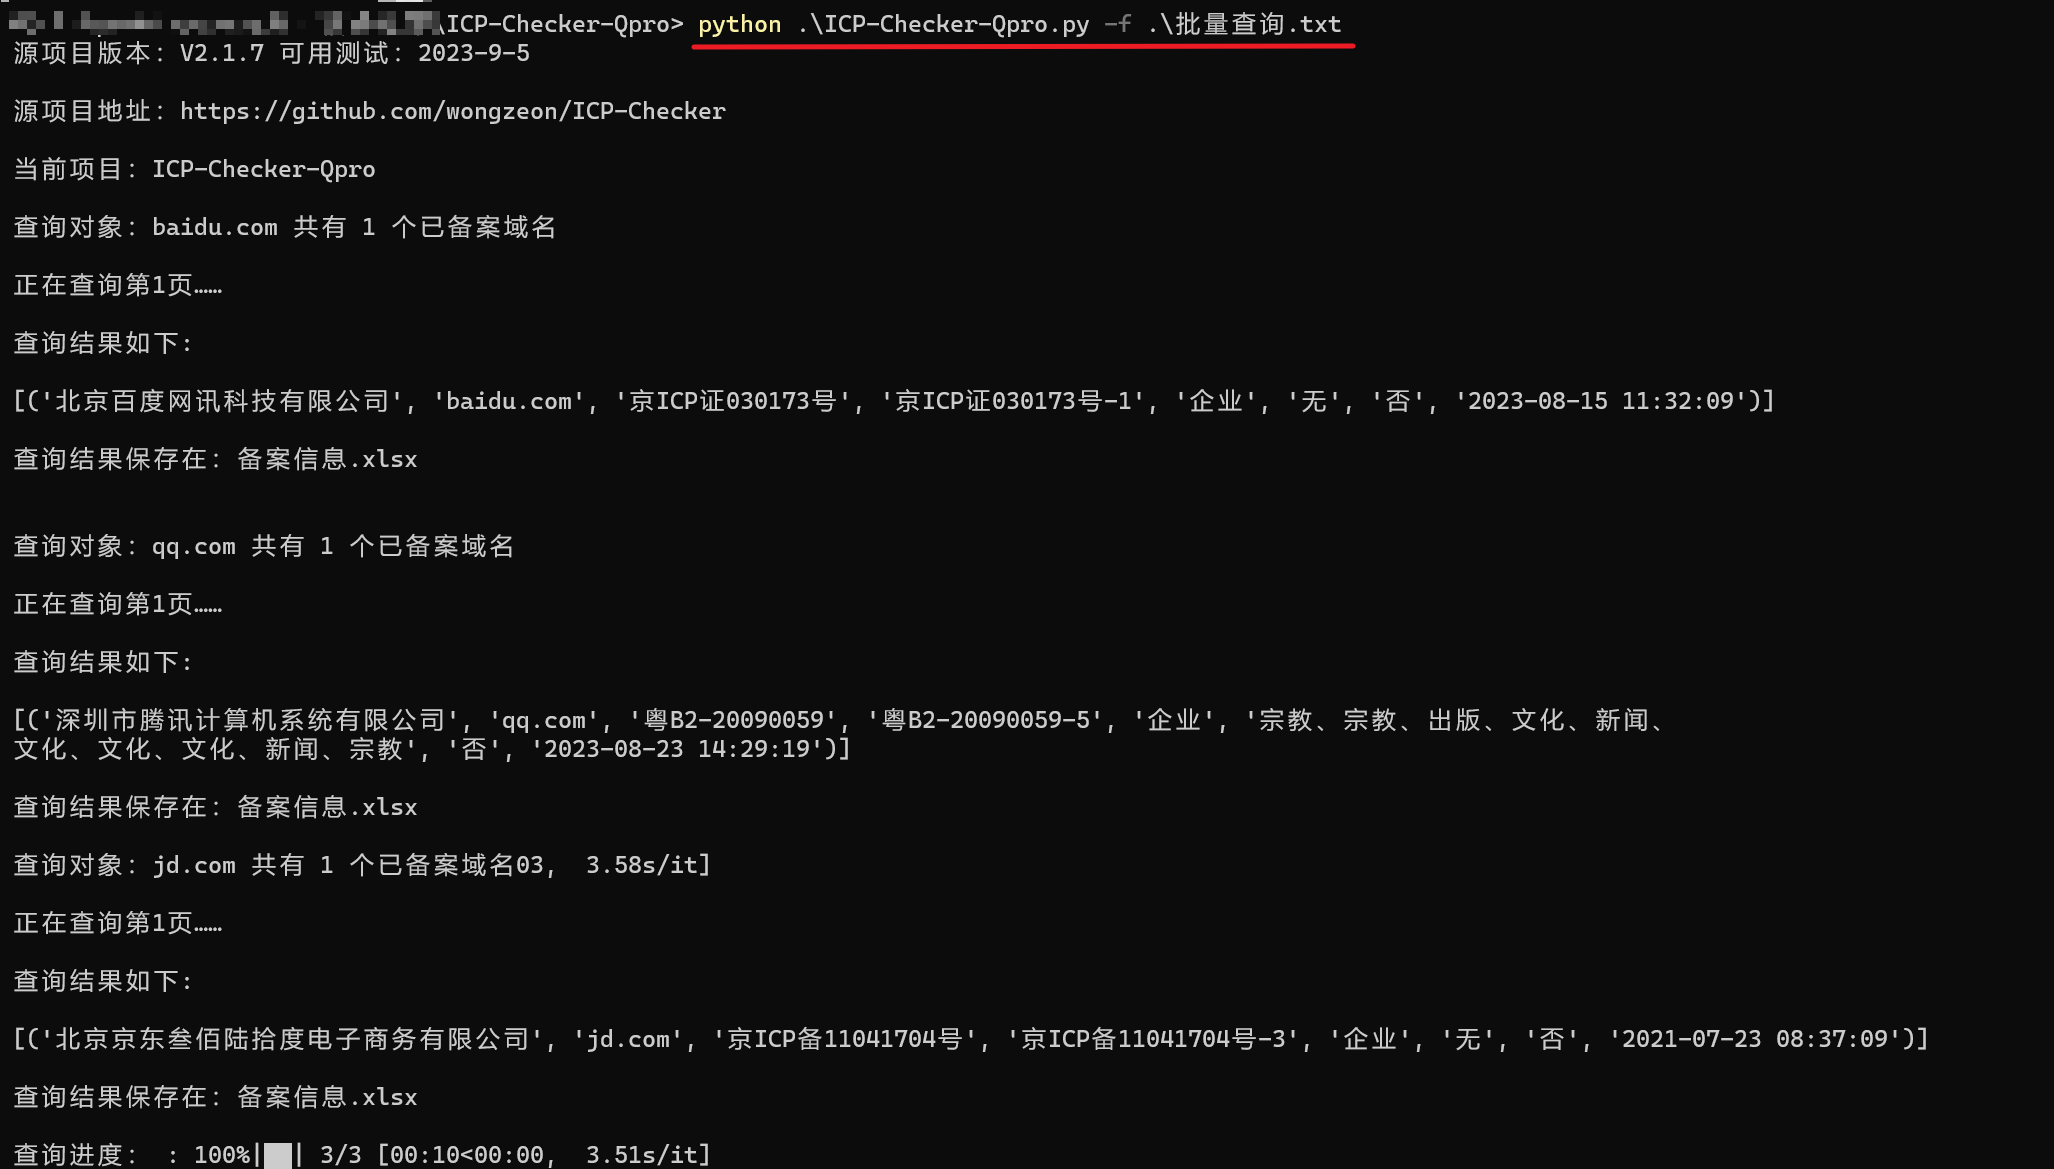 \ICP-Checker-Qpro> python .\ICP-Checker-Qpro.py -f .\批量查询.txt
源项目版本：V2.1.7 可用测试：2023-9-5
源项目地址：https://github.com/wongzeon/ICP-Checker
当前项目：ICP-Checker-Qpro
查询对象：baidu.com 共有 1 个已备案域名
正在查询第1页……
查询结果如下：
[('北京百度网讯科技有限公司', 'baidu.com', '京ICP证030173号', '京ICP证030173号-1', '企业', '无', '否', '2023-08-15 11:32:09')]
查询结果保存在：备案信息.xlsx
查询对象：qq.com 共有 1 个已备案域名
正在查询第1页……
查询结果如下：
[('深圳市腾讯计算机系统有限公司', 'qq.com', '粤B2-20090059', '粤B2-20090059-5', '企业', '宗教、宗教、出版、文化、新闻、
文化、文化、文化、新闻、宗教', '否', '2023-08-23 14:29:19')]
查询结果保存在：备案信息.xlsx
查询对象：jd.com 共有 1 个已备案域名03,  3.58s/it]
正在查询第1页……
查询结果如下：
[('北京京东叁佰陆拾度电子商务有限公司', 'jd.com', '京ICP备11041704号', '京ICP备11041704号-3', '企业', '无', '否', '2021-07-23 08:37:09')]
查询结果保存在：备案信息.xlsx
查询进度： : 100%|██| 3/3 [00:10<00:00,  3.51s/it]